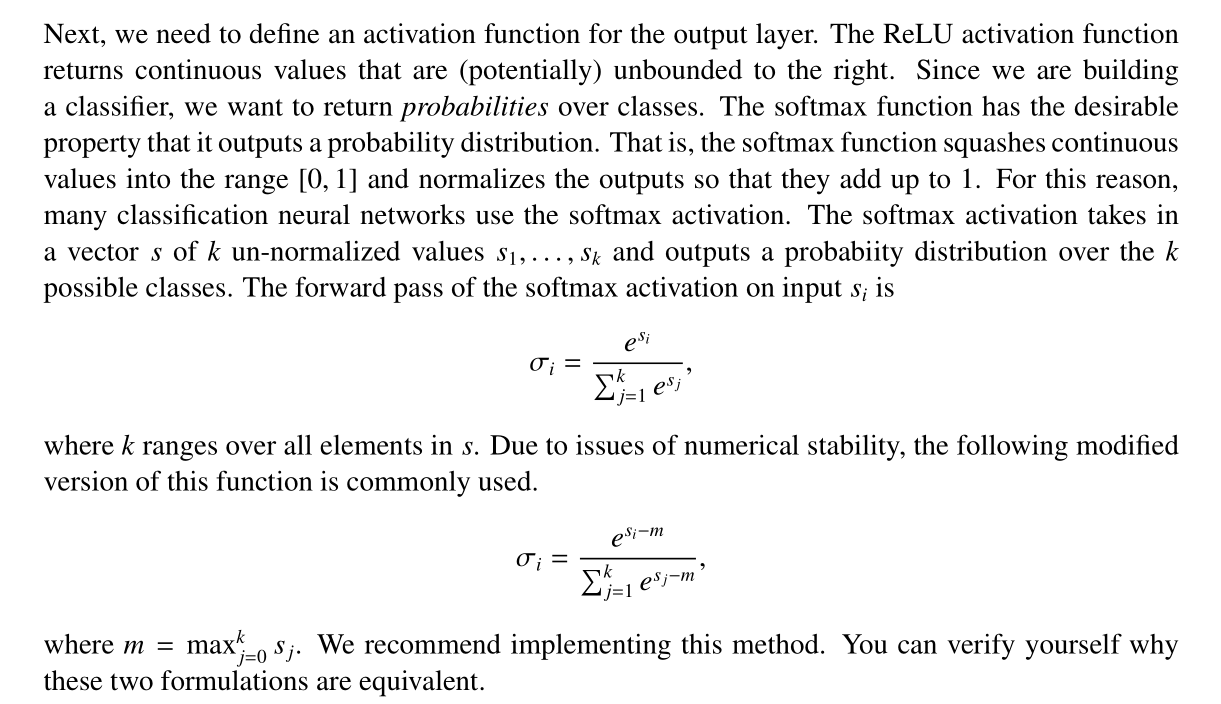 Next, we need to define an activation function for the output layer. The ReLU activation function
returns continuous values that are (potentially) unbounded to the right. Since we are building
a classifier, we want to return probabilities over classes. The softmax function has the desirable
property that it outputs a probability distribution. That is, the softmax function squashes continuous
values into the range [0, 1] and normalizes the outputs so that they add up to 1. For this reason,
many classification neural networks use the softmax activation. The softmax activation takes in
a vector s of k un-normalized values s_1, . . . , s_k and outputs a probabiity distribution over the k
possible classes. The forward pass of the softmax activation on input s_i is
σ_i = \frac{e^{s_i}}{\sum_{j=1}^{k} e^{s_j}},
where k ranges over all elements in s. Due to issues of numerical stability, the following modified
version of this function is commonly used.
σ_i = \frac{e^{s_i-m}}{\sum_{j=1}^{k} e^{s_j-m}},
where m = max_{j=0}^{k} s_j. We recommend implementing this method. You can verify yourself why
these two formulations are equivalent.